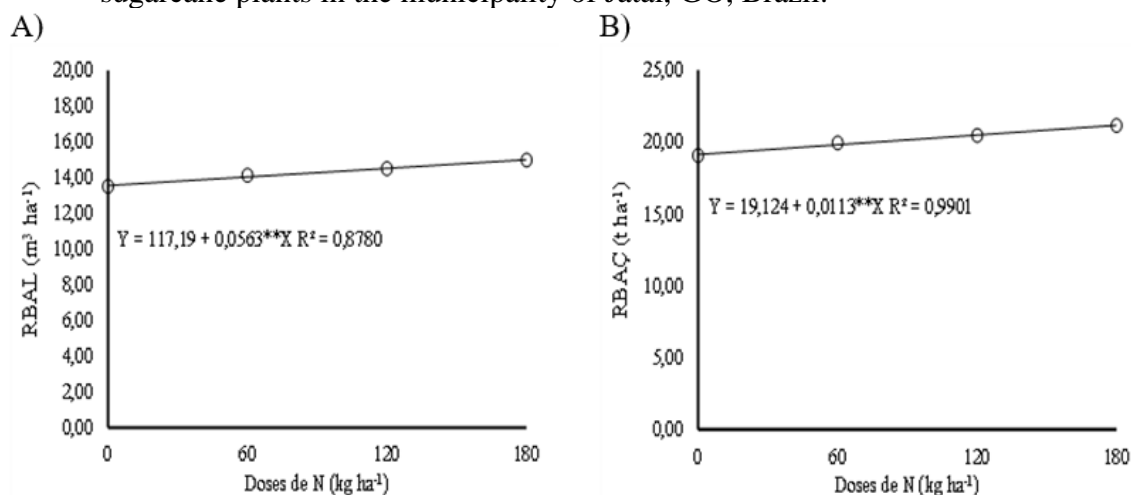 sugarcane plants in the municipality of Jataí, GO, Brazil.
A)
20,00
18,00
16,00
14,00
12,00
10,00
8,00
6,00
4,00
2,00
0,00
RBAL (m³ ha⁻¹)
Y = 117,19 + 0,0563**X R² = 0,8780
0 60 120 180
Doses de N (kg ha⁻¹)
B)
25,00
20,00
15,00
10,00
5,00
0,00
RBAÇ (t ha⁻¹)
Y = 19,124 + 0,0113**X R² = 0,9901
0 60 120 180
Doses de N (kg ha⁻¹)